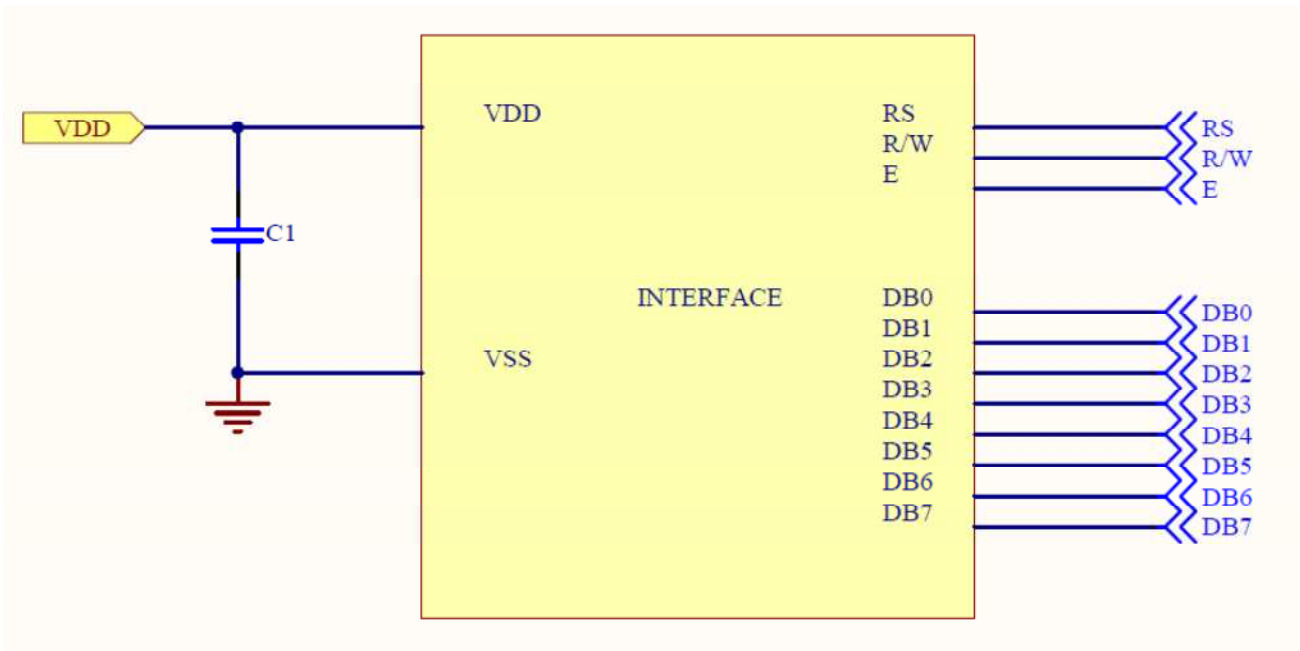 VDD
C1
VDD
VSS
INTERFACE
RS
R/W
E
DB0
DB1
DB2
DB3
DB4
DB5
DB6
DB7
RS
R/W
E
DB0
DB1
DB2
DB3
DB4
DB5
DB6
DB7